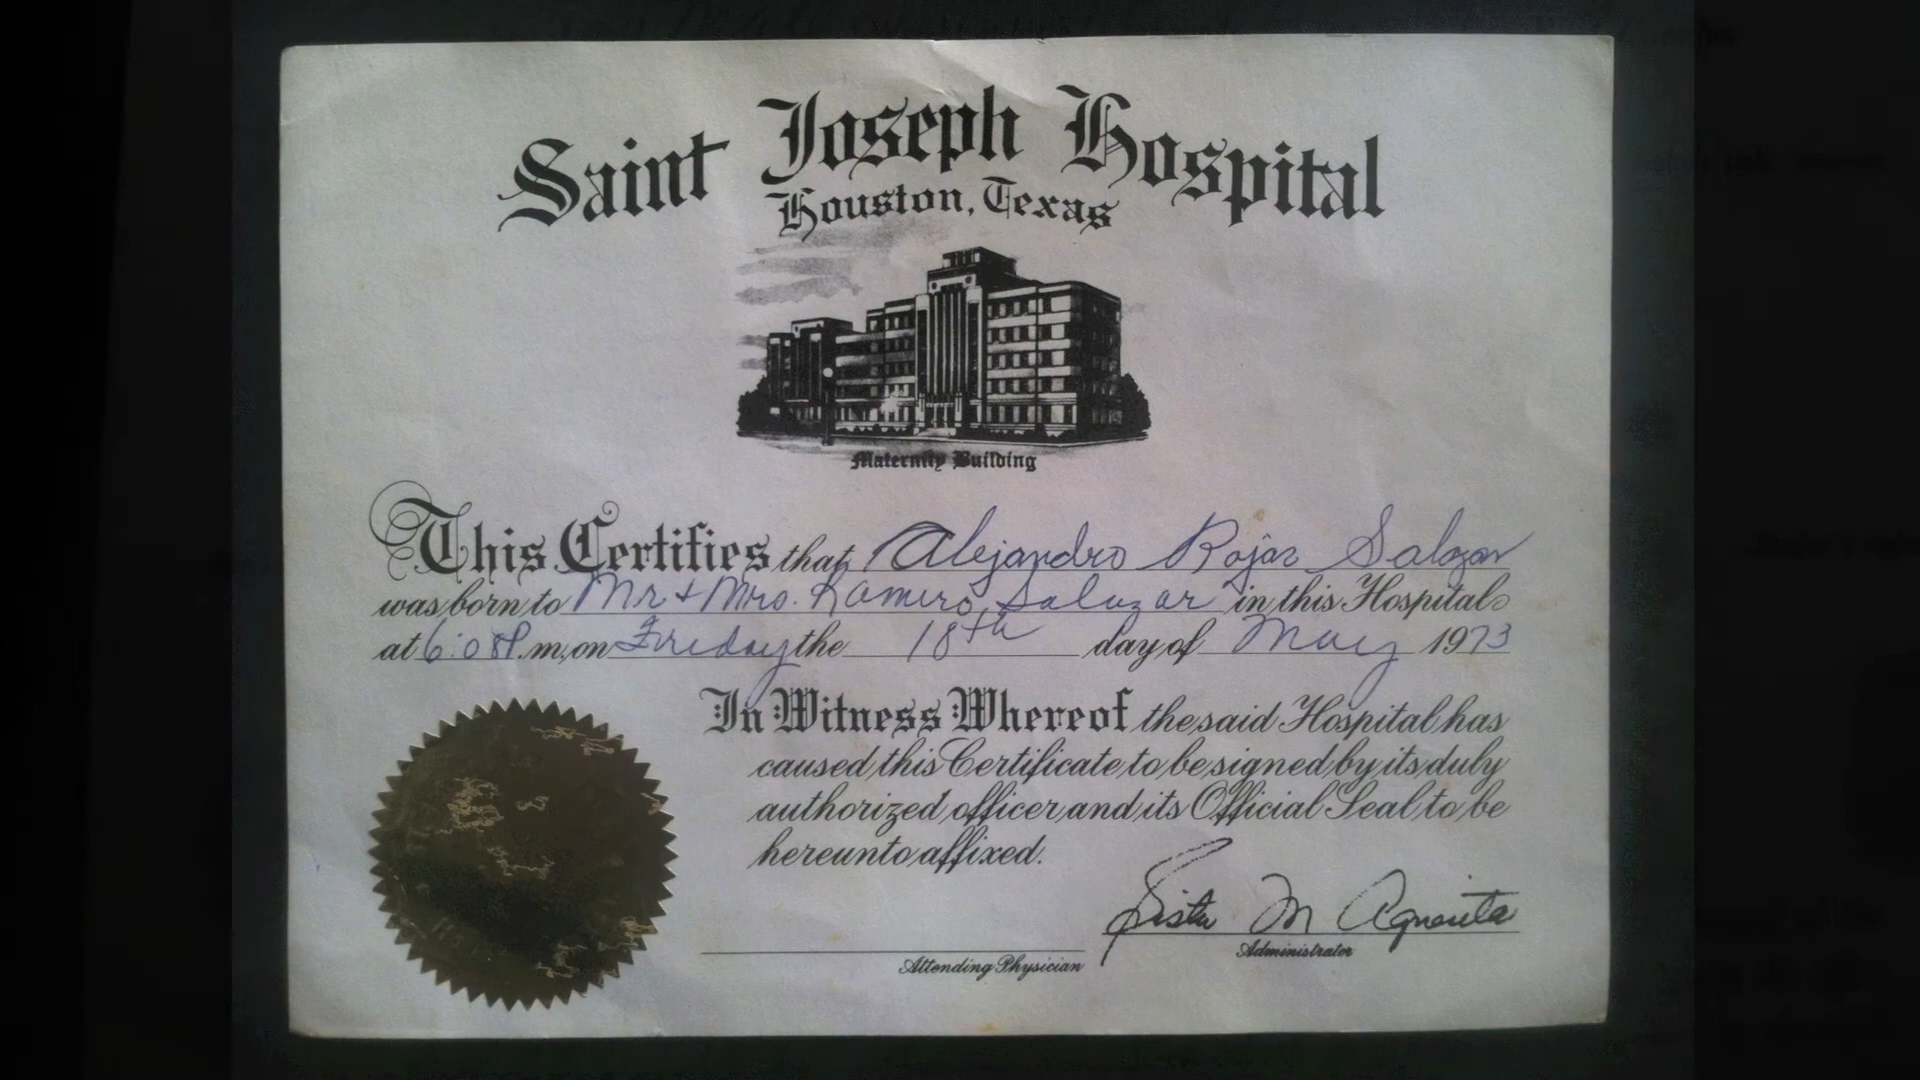 Saint Joseph Hospital
Houston, Texas
Maternity Building
This Certifies that Alejandro Rojas Salazar
was born to Mr & Mrs. Ramiro Salazar in this Hospital
at 6:08 P.m, on Friday the 18th day of May 1973
In Witness Whereof the said Hospital has
caused this Certificate to be signed by its duly
authorized officer and its Official Seal to be
hereunto affixed.
Sister M
Administrator
Attending Physician